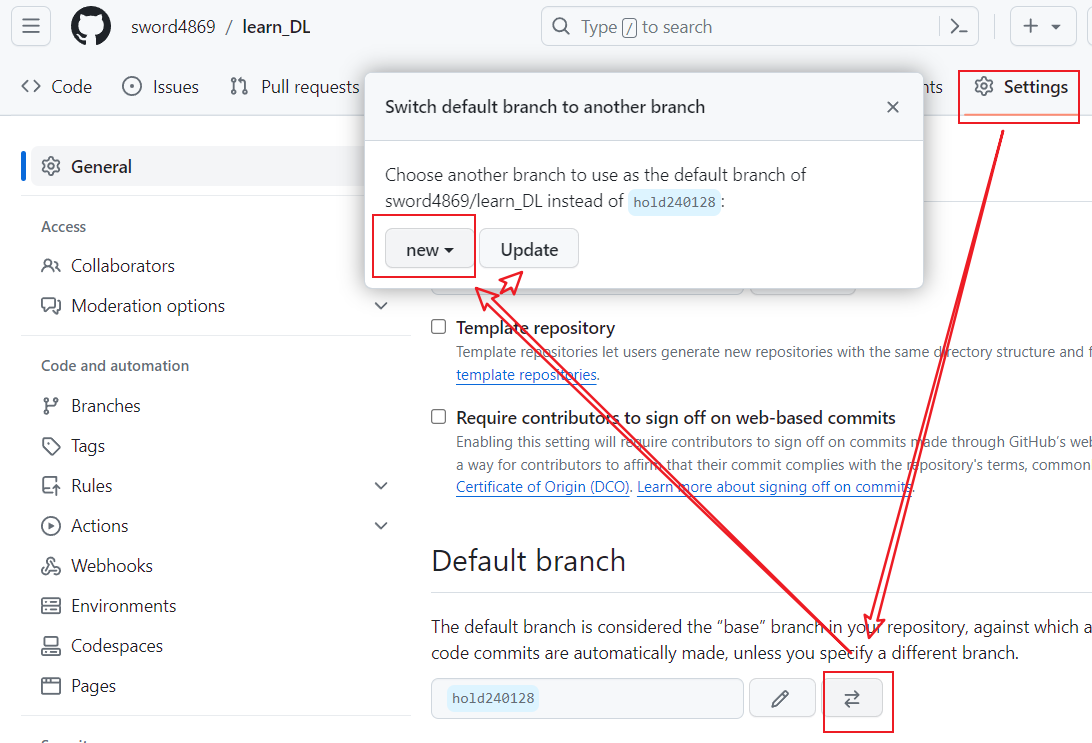 sword4869 / learn_DL
Type / to search
Code
Issues
Pull requests
nts
Settings
Switch default branch to another branch
Choose another branch to use as the default branch of
sword4869/learn_DL instead of hold240128 :
new
Update
General
Access
Collaborators
Moderation options
Code and automation
Branches
Tags
Rules
Actions
Webhooks
Environments
Codespaces
Pages
Template repository
Template repositories let users generate new repositories with the same directory structure and f
template repositories.
Require contributors to sign off on web-based commits
Enabling this setting will require contributors to sign off on commits made through GitHub's we
a way for contributors to affirm that their commit complies with the repository's terms, common
Certificate of Origin (DCO). Learn more about signing off on commits.
Default branch
The default branch is considered the “base” branch in your repository, against which a
code commits are automatically made, unless you specify a different branch.
hold240128